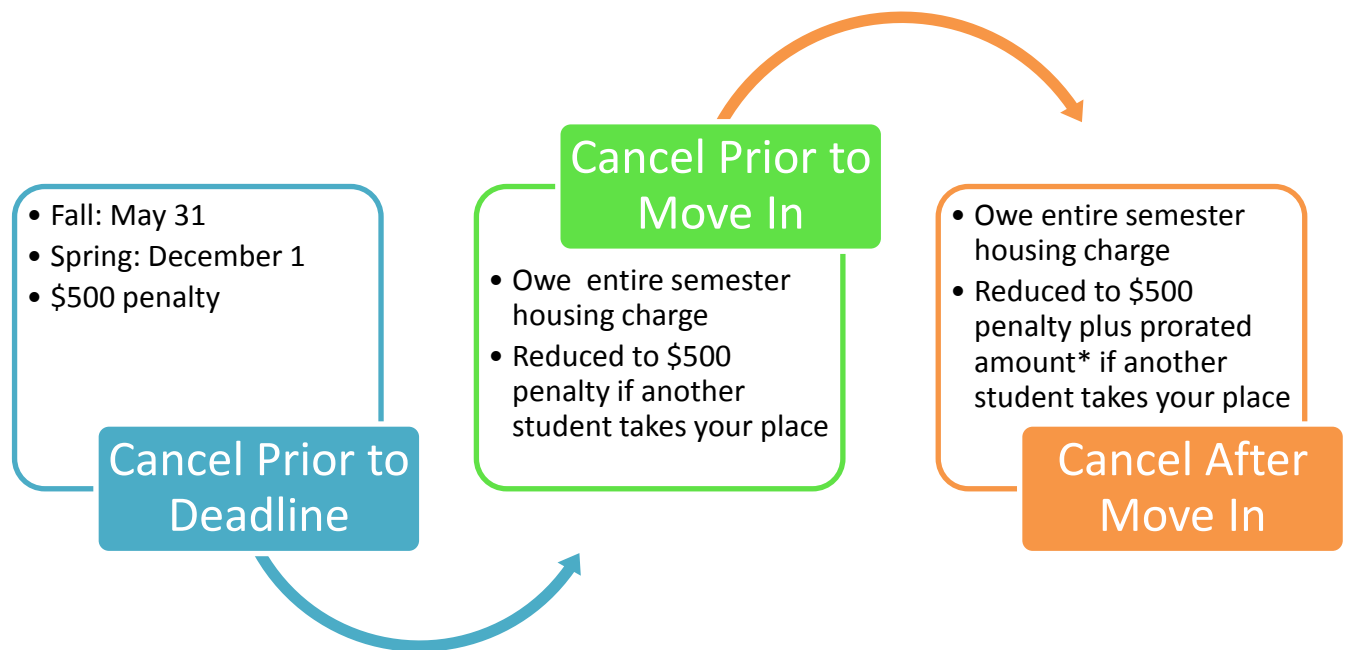 • Fall: May 31
• Spring: December 1
• $500 penalty
Cancel Prior to
Deadline
Cancel Prior to
Move In
• Owe  entire semester
housing charge
• Reduced to $500
penalty if another
student takes your place
• Owe entire semester
housing charge
• Reduced to $500
penalty plus prorated
amount* if another
student takes your place
Cancel After
Move In